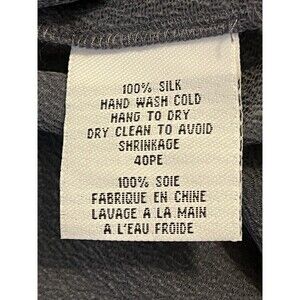 100% SILK
HAND WASH COLD
HANG TO DRY
DRY CLEAN TO AVOID
SHRINKAGE
40PE
100% SOIE
FABRIQUE EN CHINE
LAVAGE A LA MAIN
A L'EAU FROIDE